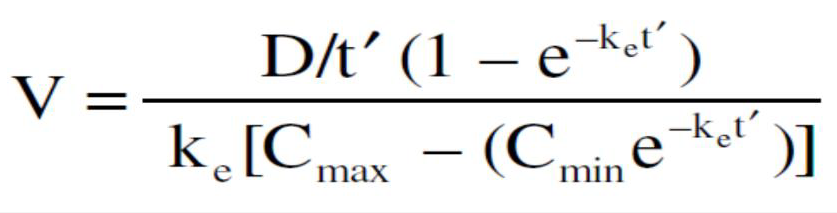 V = D/t′ (1 – e^–kₑt′ ) / kₑ[Cmax – (Cmin e^–kₑt′ )]